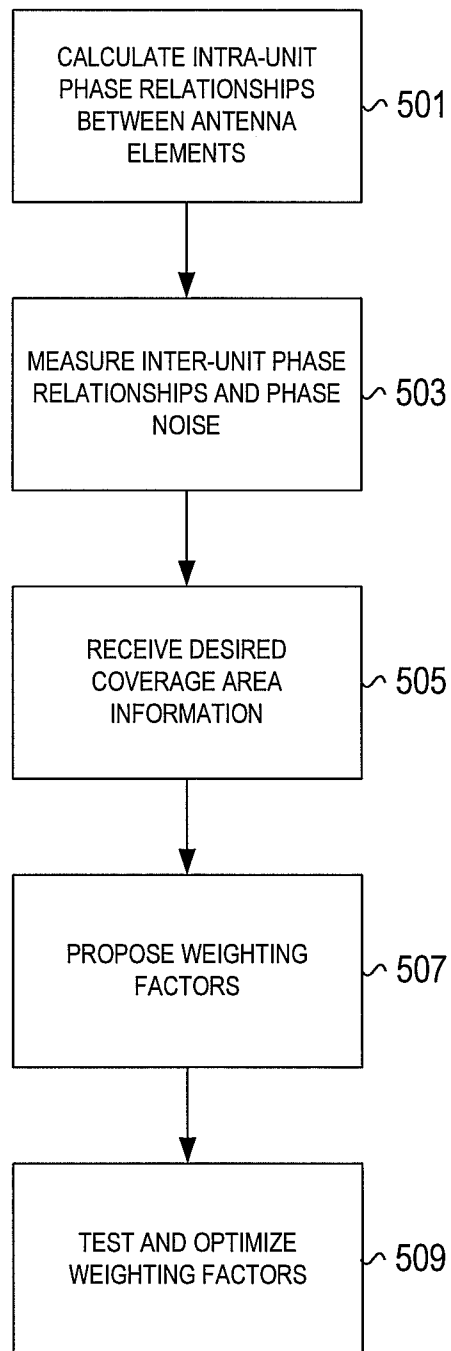 CALCULATE INTRA-UNIT
PHASE RELATIONSHIPS
BETWEEN ANTENNA
ELEMENTS
501
MEASURE INTER-UNIT PHASE
RELATIONSHIPS AND PHASE
NOISE
503
RECEIVE DESIRED
COVERAGE AREA
INFORMATION
505
PROPOSE WEIGHTING
FACTORS
507
TEST AND OPTIMIZE
WEIGHTING FACTORS
509